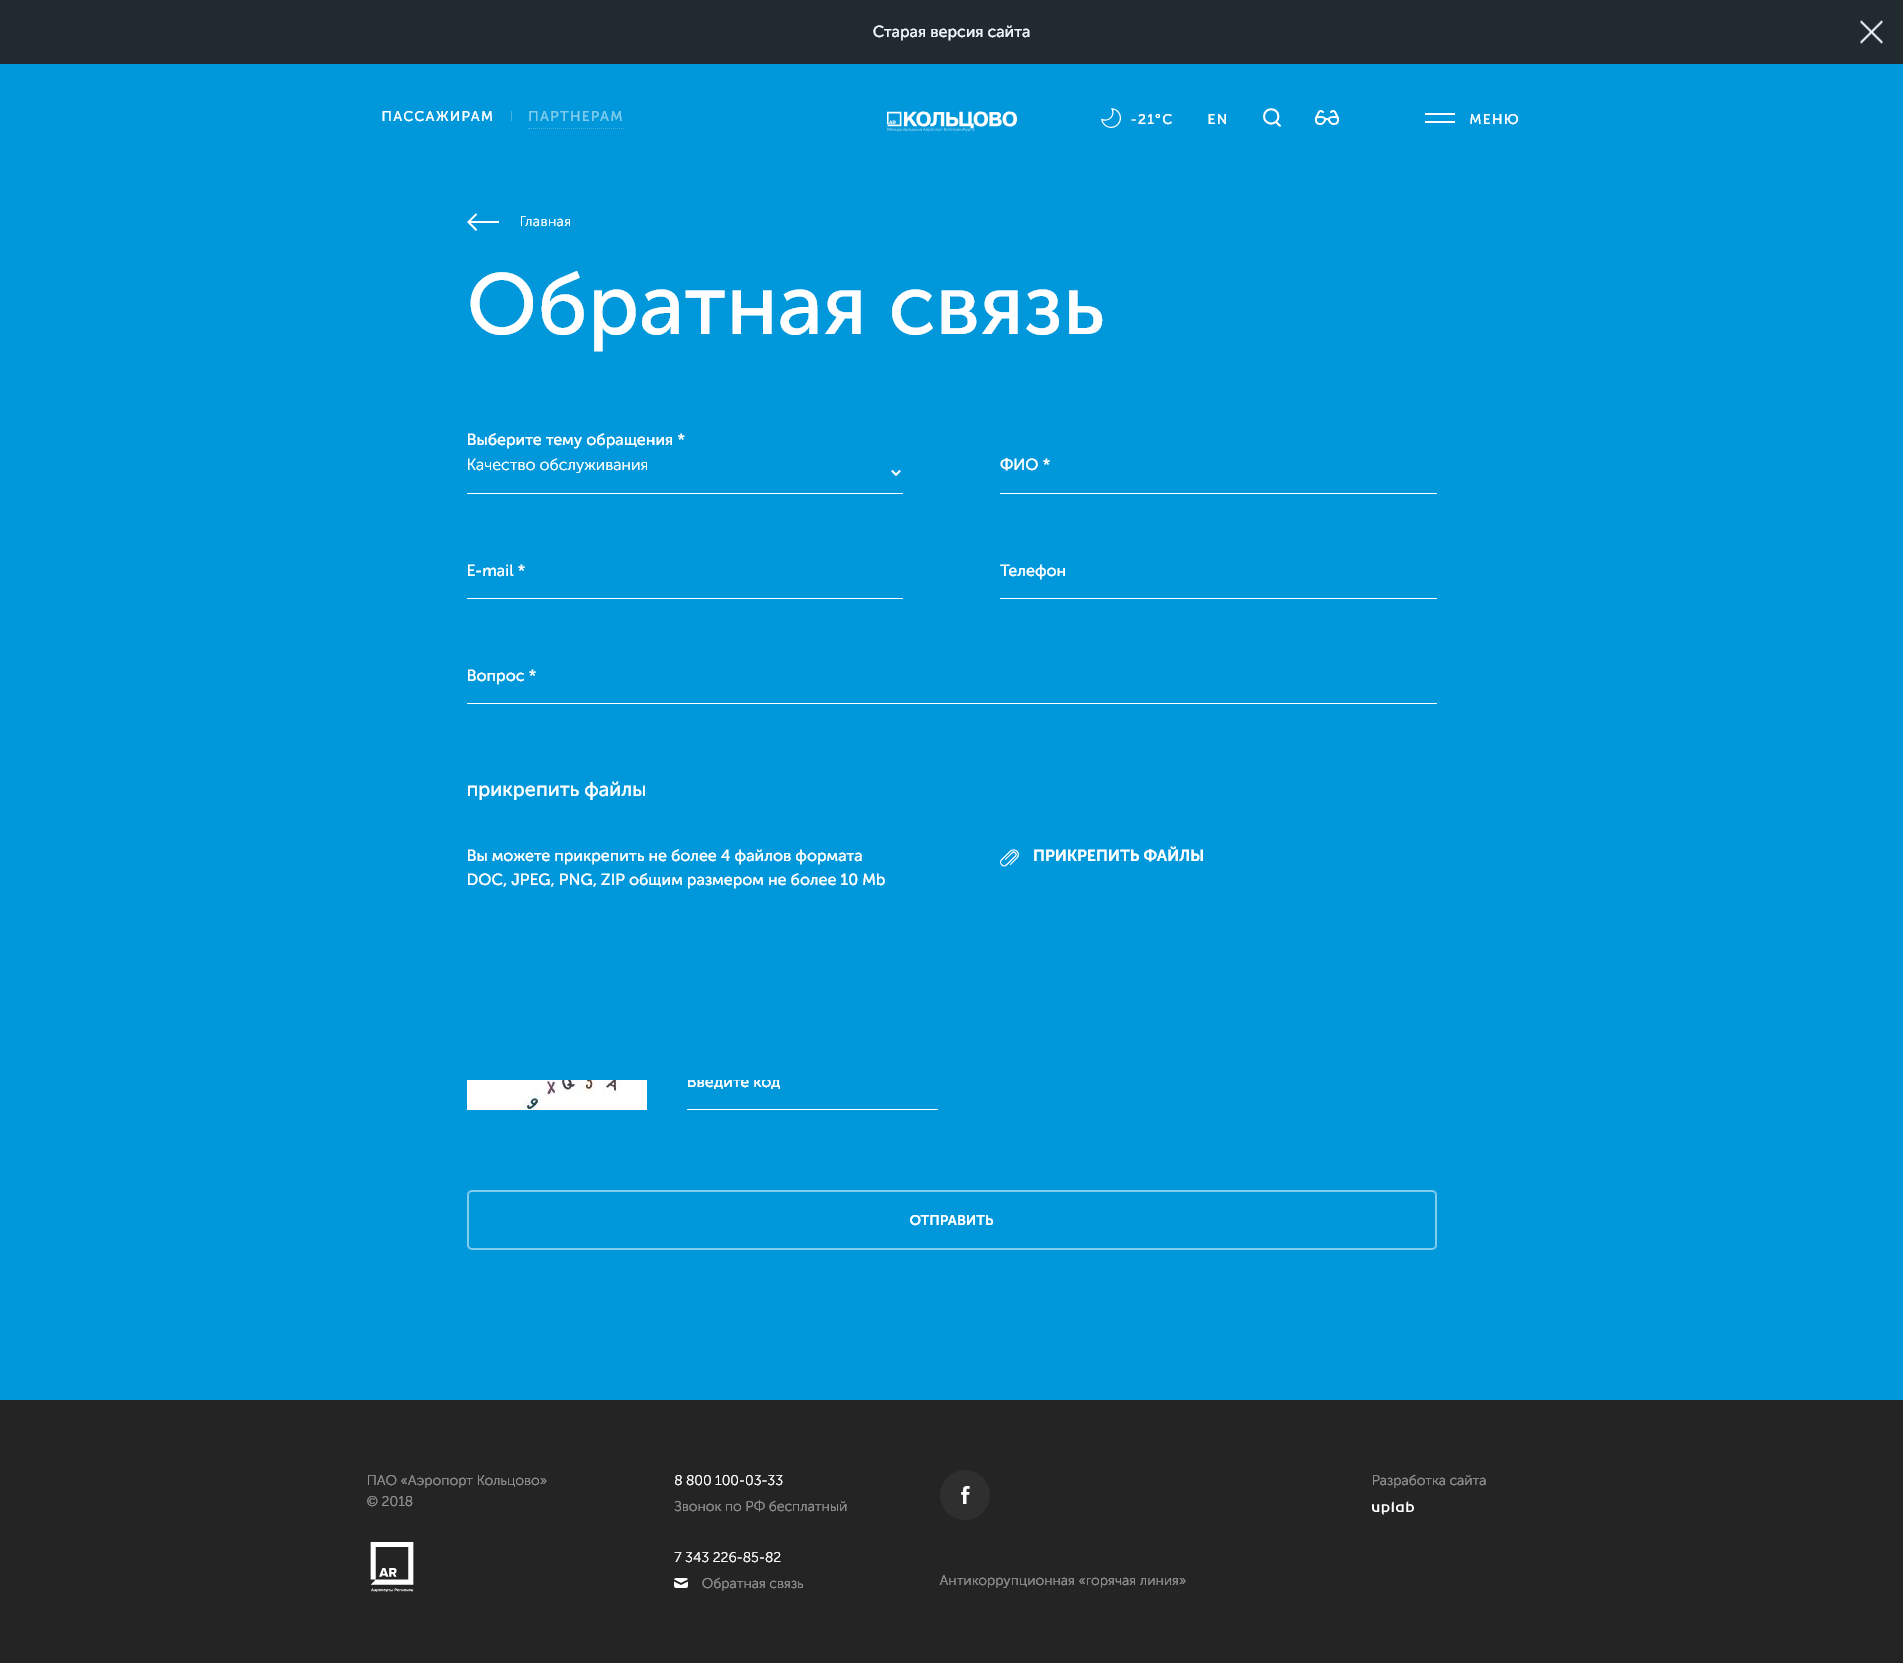 Старая версия сайта
ПАССАЖИРАМ
ПАРТНЕРАМ
КОЛЬЦОВО
-21°C
EN
МЕНЮ
Главная
Обратная связь
Выберите тему обращения *
Качество обслуживания
ФИО *
E-mail *
Телефон
Вопрос *
прикрепить файлы
Вы можете прикрепить не более 4 файлов формата
DOC, JPEG, PNG, ZIP общим размером не более 10 Mb
ПРИКРЕПИТЬ ФАЙЛЫ
Введите код
ОТПРАВИТЬ
ПАО «Аэропорт Кольцово»
© 2018
AR
Аэропорты Регионов
8 800 100-03-33
Звонок по РФ бесплатный
7 343 226-85-82
Обратная связь
f
Антикоррупционная «горячая линия»
Разработка сайта
uplab